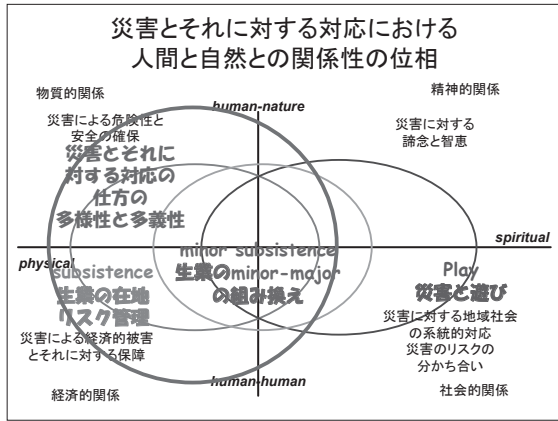 災害とそれに対する対応における
人間と自然との関係性の位相
物質的関係
精神的関係
human-nature
災害による危険性と
安全の確保
災害に対する
諦念と智恵
災害とそれに
対する対応の
仕方の
多様性と多義性
spiritual
physical
minor subsistence
生業のminor-major
の組み換え
subsistence
生業の在地
リスク管理
Play
災害と遊び
災害による経済的被害
とそれに対する保障
災害に対する地域社会
の系統的対応
災害のリスクの
分かち合い
human-human
経済的関係
社会的関係